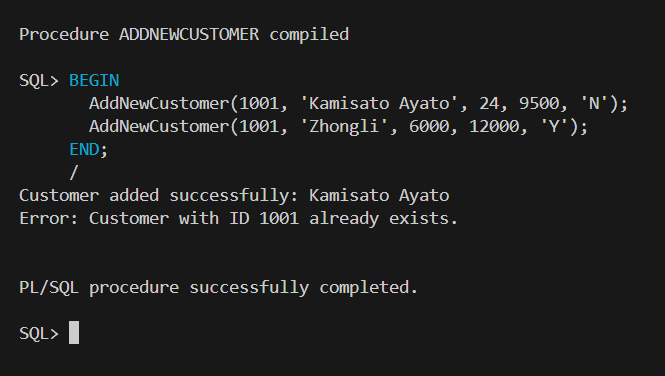 Procedure ADDNEWCUSTOMER compiled
SQL> BEGIN
AddNewCustomer(1001, 'Kamisato Ayato', 24, 9500, 'N');
AddNewCustomer(1001, 'Zhongli', 6000, 12000, 'Y');
END;
/
Customer added successfully: Kamisato Ayato
Error: Customer with ID 1001 already exists.
PL/SQL procedure successfully completed.
SQL>